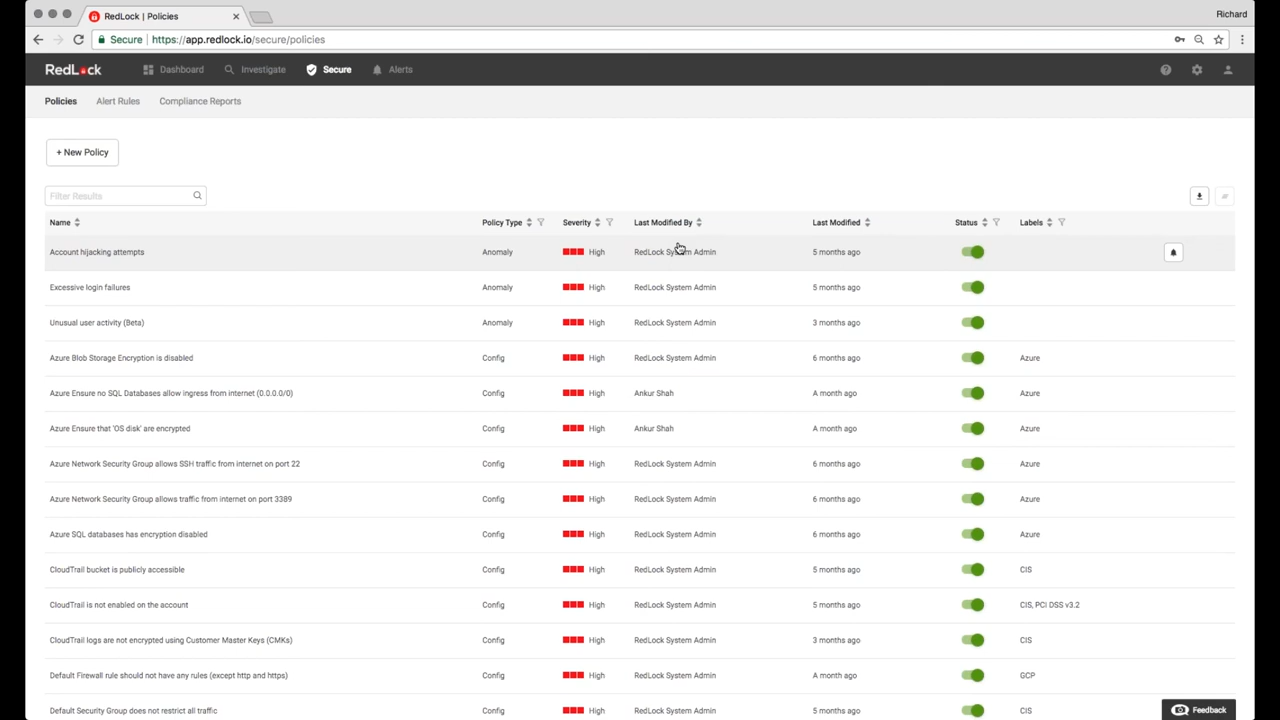 RedLock | Policies
Richard
Secure | https://app.redlock.io/secure/policies
RedLock Dashboard Investigate Secure Alerts
Policies Alert Rules Compliance Reports
+ New Policy
Filter Results
Name Policy Type Severity Last Modified By Last Modified Status Labels
Account hijacking attempts Anomaly High RedLock System Admin 5 months ago
Excessive login failures Anomaly High RedLock System Admin 5 months ago
Unusual user activity (Beta) Anomaly High RedLock System Admin 3 months ago
Azure Blob Storage Encryption is disabled Config High RedLock System Admin 6 months ago Azure
Azure Ensure no SQL Databases allow ingress from internet (0.0.0.0/0) Config High Ankur Shah A month ago Azure
Azure Ensure that 'OS disk' are encrypted Config High Ankur Shah A month ago Azure
Azure Network Security Group allows SSH traffic from internet on port 22 Config High RedLock System Admin 6 months ago Azure
Azure Network Security Group allows traffic from internet on port 3389 Config High RedLock System Admin 6 months ago Azure
Azure SQL databases has encryption disabled Config High RedLock System Admin 6 months ago Azure
CloudTrail bucket is publicly accessible Config High RedLock System Admin 5 months ago CIS
CloudTrail is not enabled on the account Config High RedLock System Admin 5 months ago CIS, PCI DSS v3.2
CloudTrail logs are not encrypted using Customer Master Keys (CMKs) Config High RedLock System Admin 3 months ago CIS
Default Firewall rule should not have any rules (except http and https) Config High RedLock System Admin A month ago GCP
Default Security Group does not restrict all traffic Config High RedLock System Admin 5 months ago CIS
Feedback